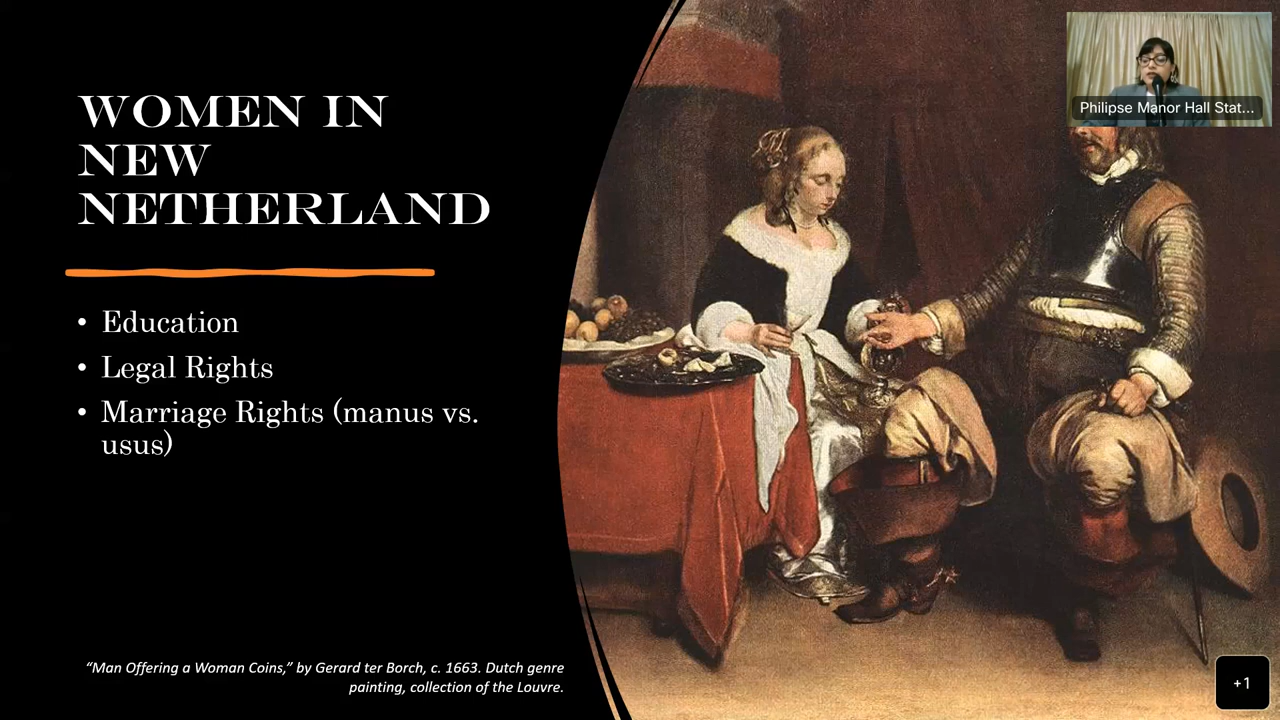 WOMEN IN
NEW
NETHERLAND
• Education
• Legal Rights
• Marriage Rights (manus vs.
usus)
“Man Offering a Woman Coins,” by Gerard ter Borch, c. 1663. Dutch genre
painting, collection of the Louvre.
Philipse Manor Hall Stat...
+1